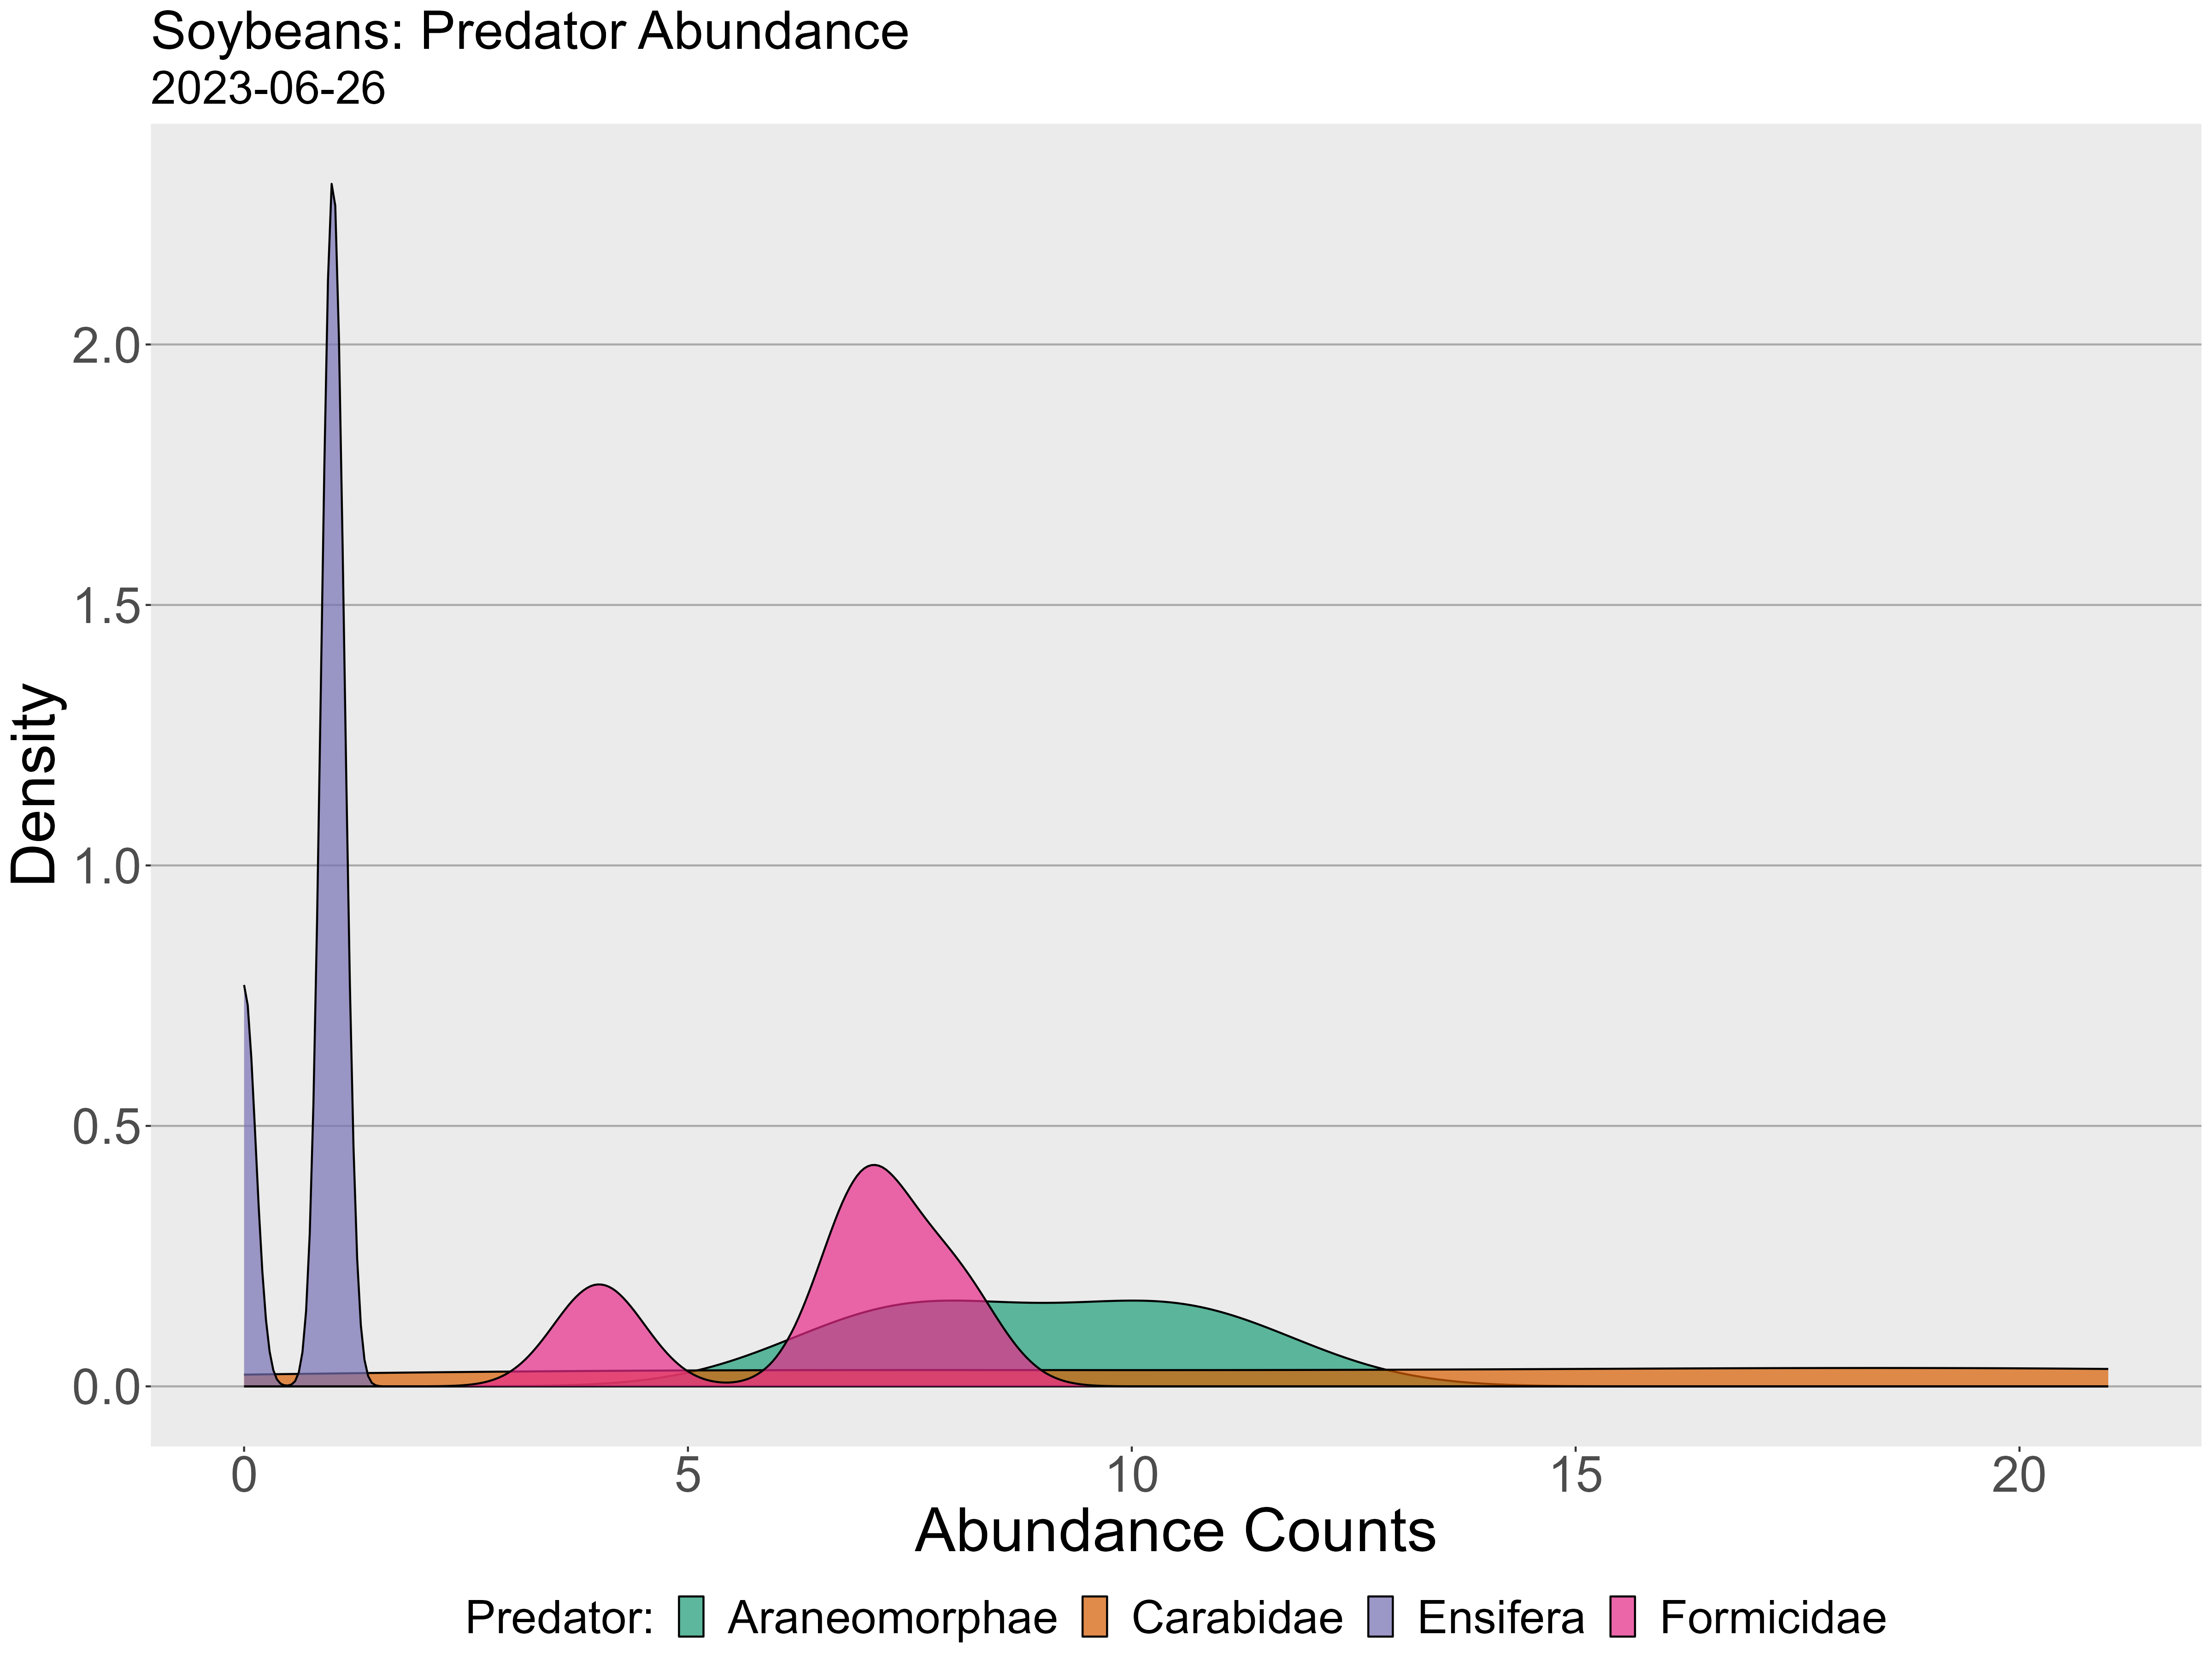 Soybeans: Predator Abundance
2023-06-26
Density
2.0
1.5
1.0
0.5
0.0
0 5 10 15 20
Abundance Counts
Predator: Araneomorphae Carabidae Ensifera Formicidae